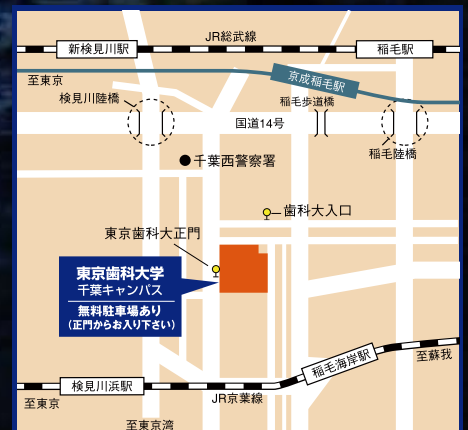 JR総武線
新検見川駅
稲毛駅
至東京
京成稲毛駅
検見川陸橋
稲毛歩道橋
国道14号
稲毛陸橋
千葉西警察署
歯科大入口
東京歯科大正門
東京歯科大学
千葉キャンパス
無料駐車場あり
（正門からお入り下さい）
稲毛海岸駅
至蘇我
検見川浜駅
至東京
JR京葉線
至東京湾